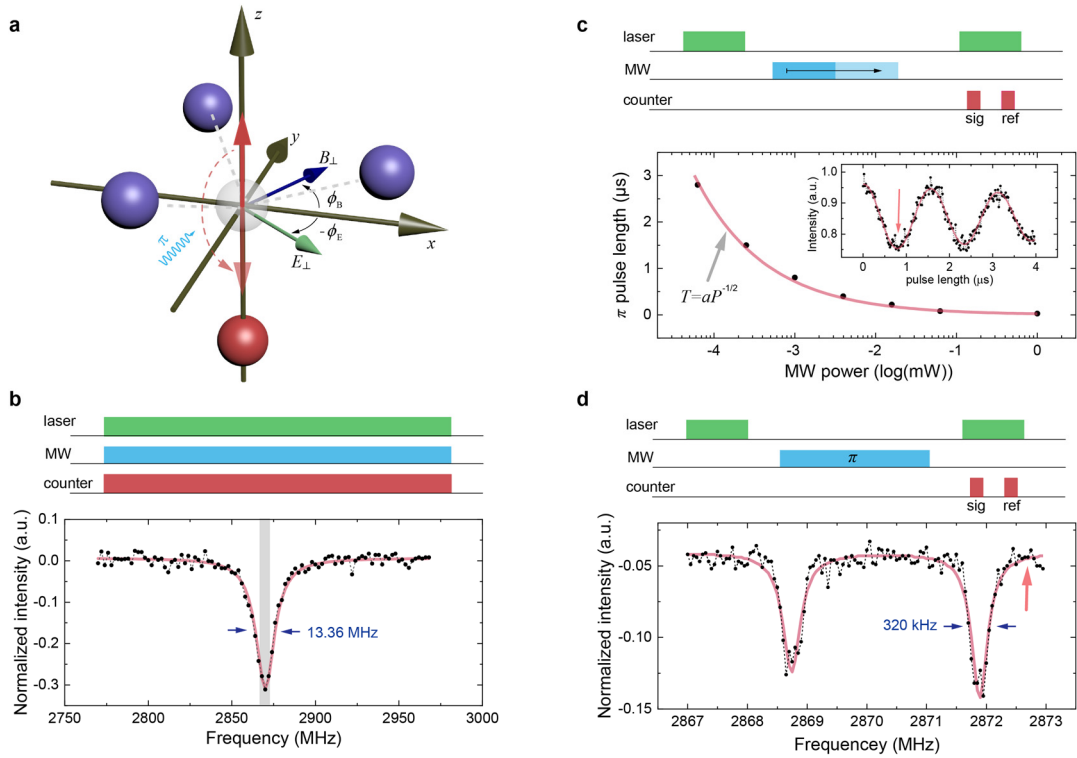 a
z
y
B⊥
ϕB
-ϕE
x
E⊥
π
b
laser
MW
counter
Normalized intensity (a.u.)
0.1
0.0
-0.1
-0.2
-0.3
13.36 MHz
2750 2800 2850 2900 2950 3000
Frequency (MHz)
c
laser
MW
counter
sig ref
π pulse length (μs)
3
2
1
0
T=aP-1/2
Intensity (a.u.)
1.0
0.9
0.8
0 1 2 3 4
pulse length (μs)
-4 -3 -2 -1 0
MW power (log(mW))
d
laser
MW
π
counter
sig ref
Normalized intensity (a.u.)
-0.05
-0.10
-0.15
320 kHz
2867 2868 2869 2870 2871 2872 2873
Frequencey (MHz)